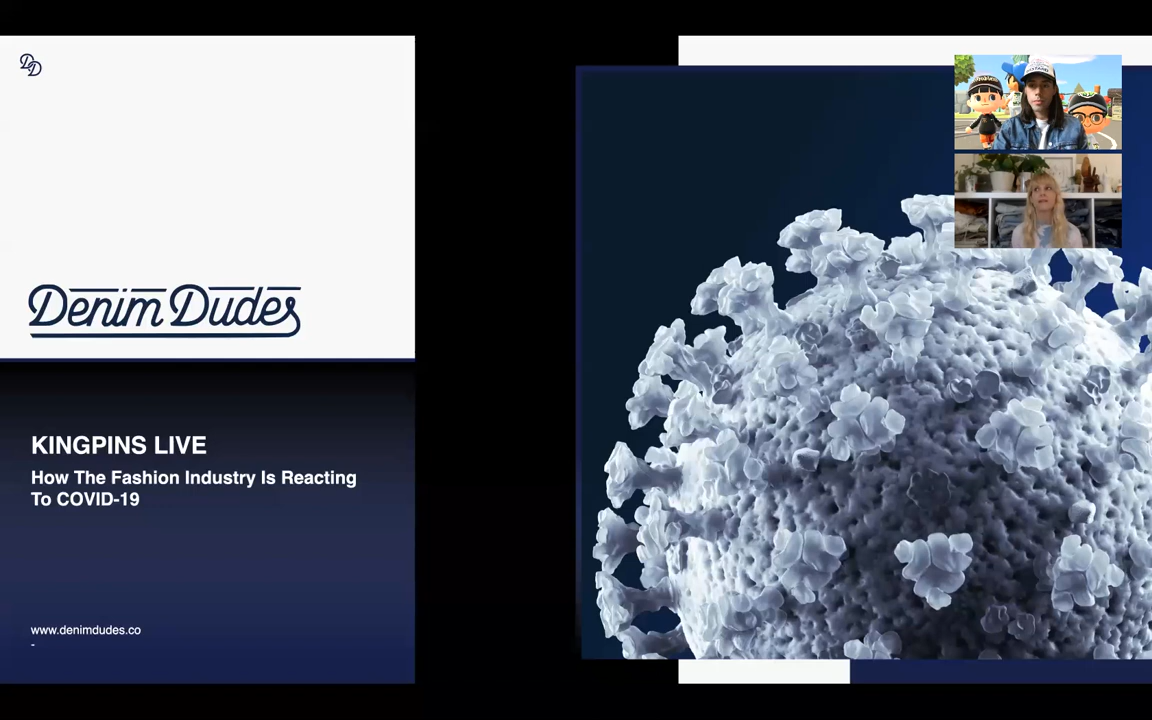 DD
Denim Dudes
KINGPINS LIVE
How The Fashion Industry Is Reacting
To COVID-19
www.denimdudes.co
-